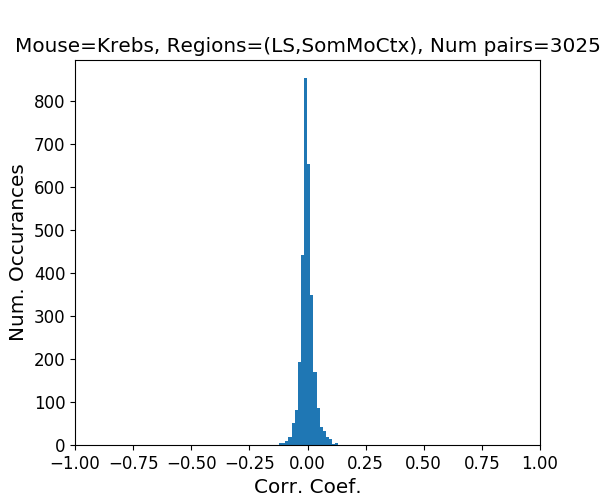 Mouse=Krebs, Regions=(LS,SomMoCtx), Num pairs=3025
Num. Occurances
800
700
600
500
400
300
200
100
0
−1.00 −0.75 −0.50 −0.25 0.00 0.25 0.50 0.75 1.00
Corr. Coef.